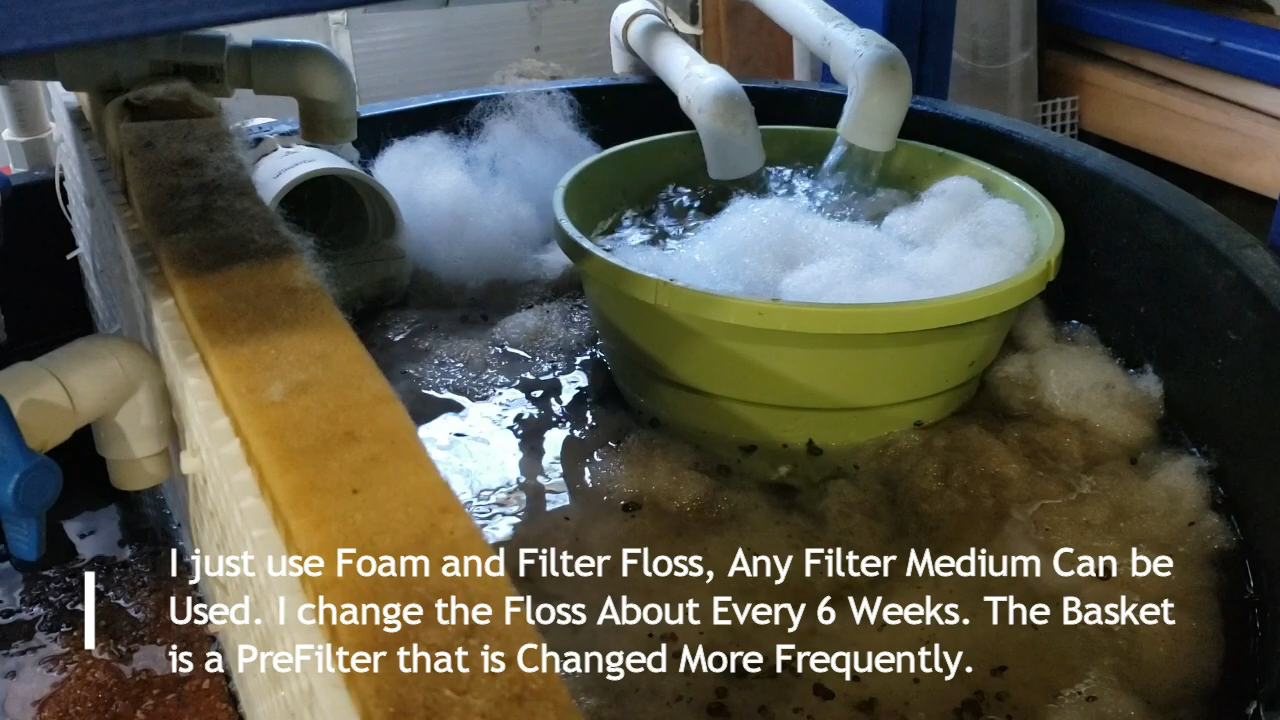 I just use Foam and Filter Floss, Any Filter Medium Can be
Used. I change the Floss About Every 6 Weeks. The Basket
is a PreFilter that is Changed More Frequently.